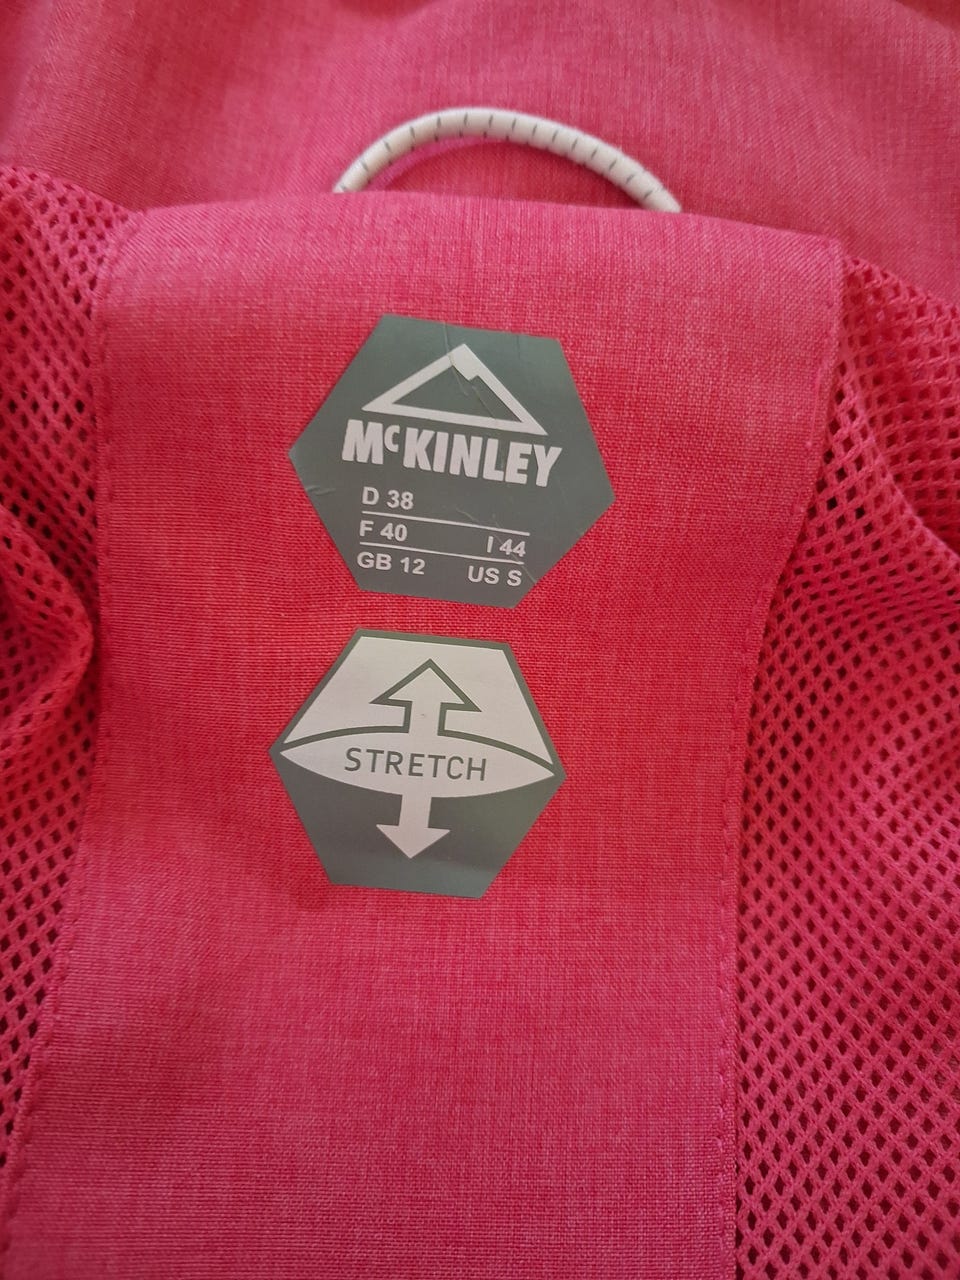 McKINLEY
D 38
F 40 I 44
GB 12 US S
STRETCH